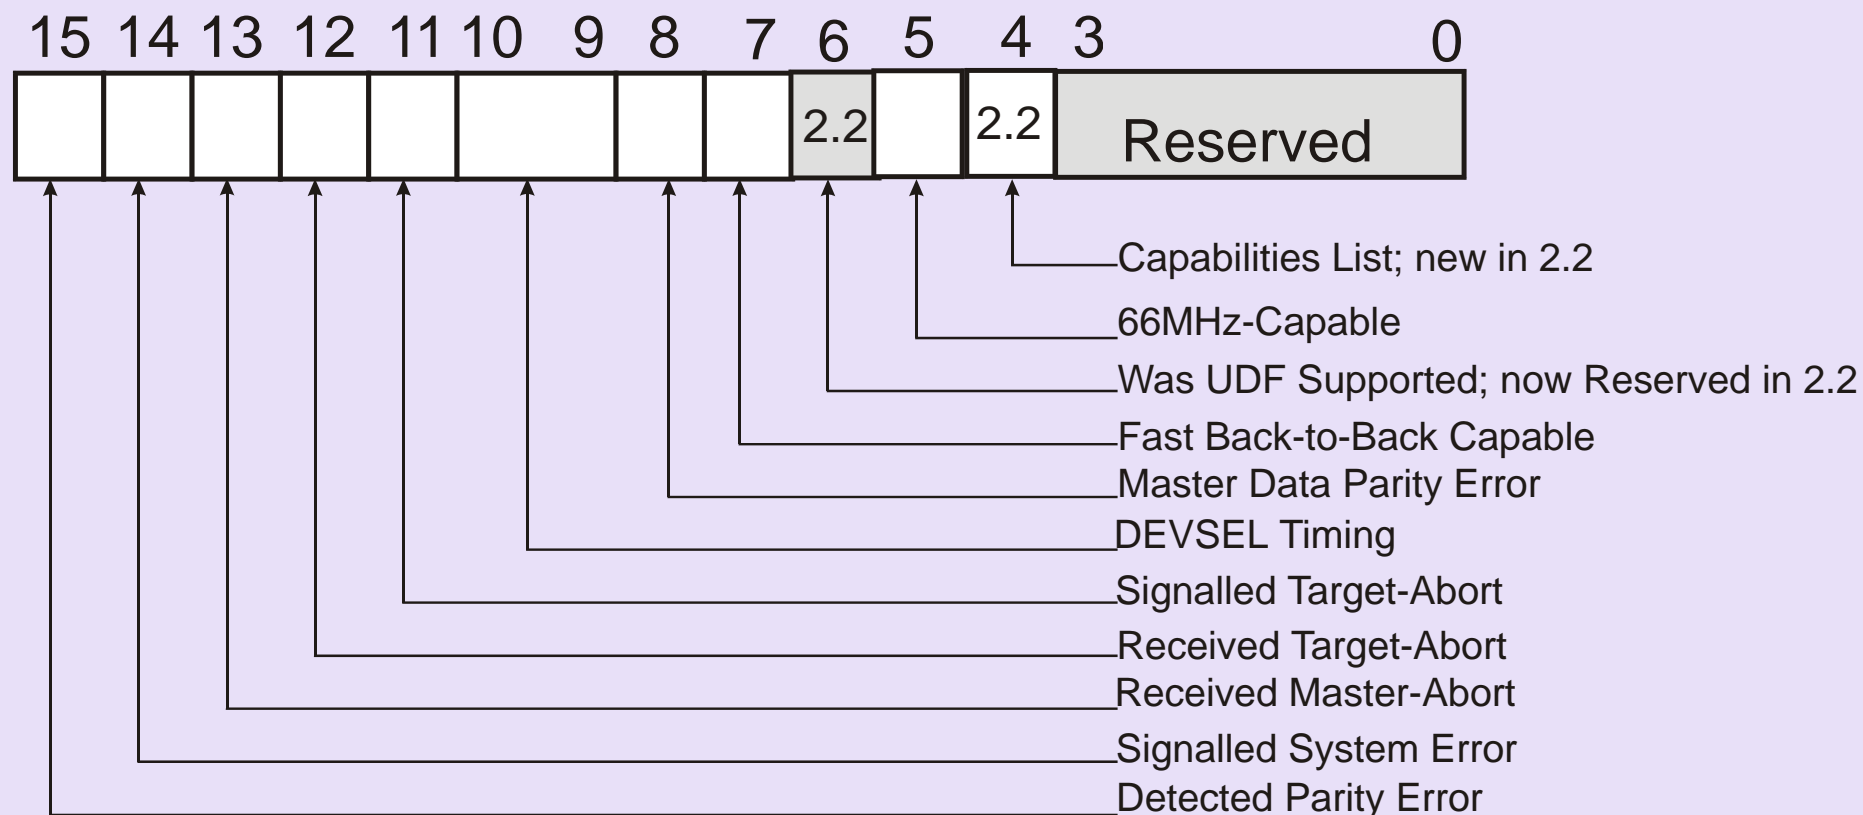 15 14 13 12 11 10 9 8 7 6 5 4 3 0
2.2 2.2 Reserved
Capabilities List; new in 2.2
66MHz-Capable
Was UDF Supported; now Reserved in 2.2
Fast Back-to-Back Capable
Master Data Parity Error
DEVSEL Timing
Signalled Target-Abort
Received Target-Abort
Received Master-Abort
Signalled System Error
Detected Parity Error